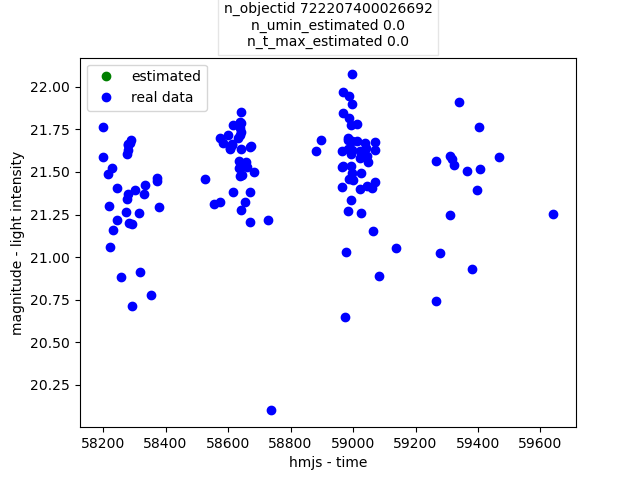 n_objectid 722207400026692
n_umin_estimated 0.0
n_t_max_estimated 0.0
estimated
real data
magnitude - light intensity
22.00
21.75
21.50
21.25
21.00
20.75
20.50
20.25
58200 58400 58600 58800 59000 59200 59400 59600
hmjs - time